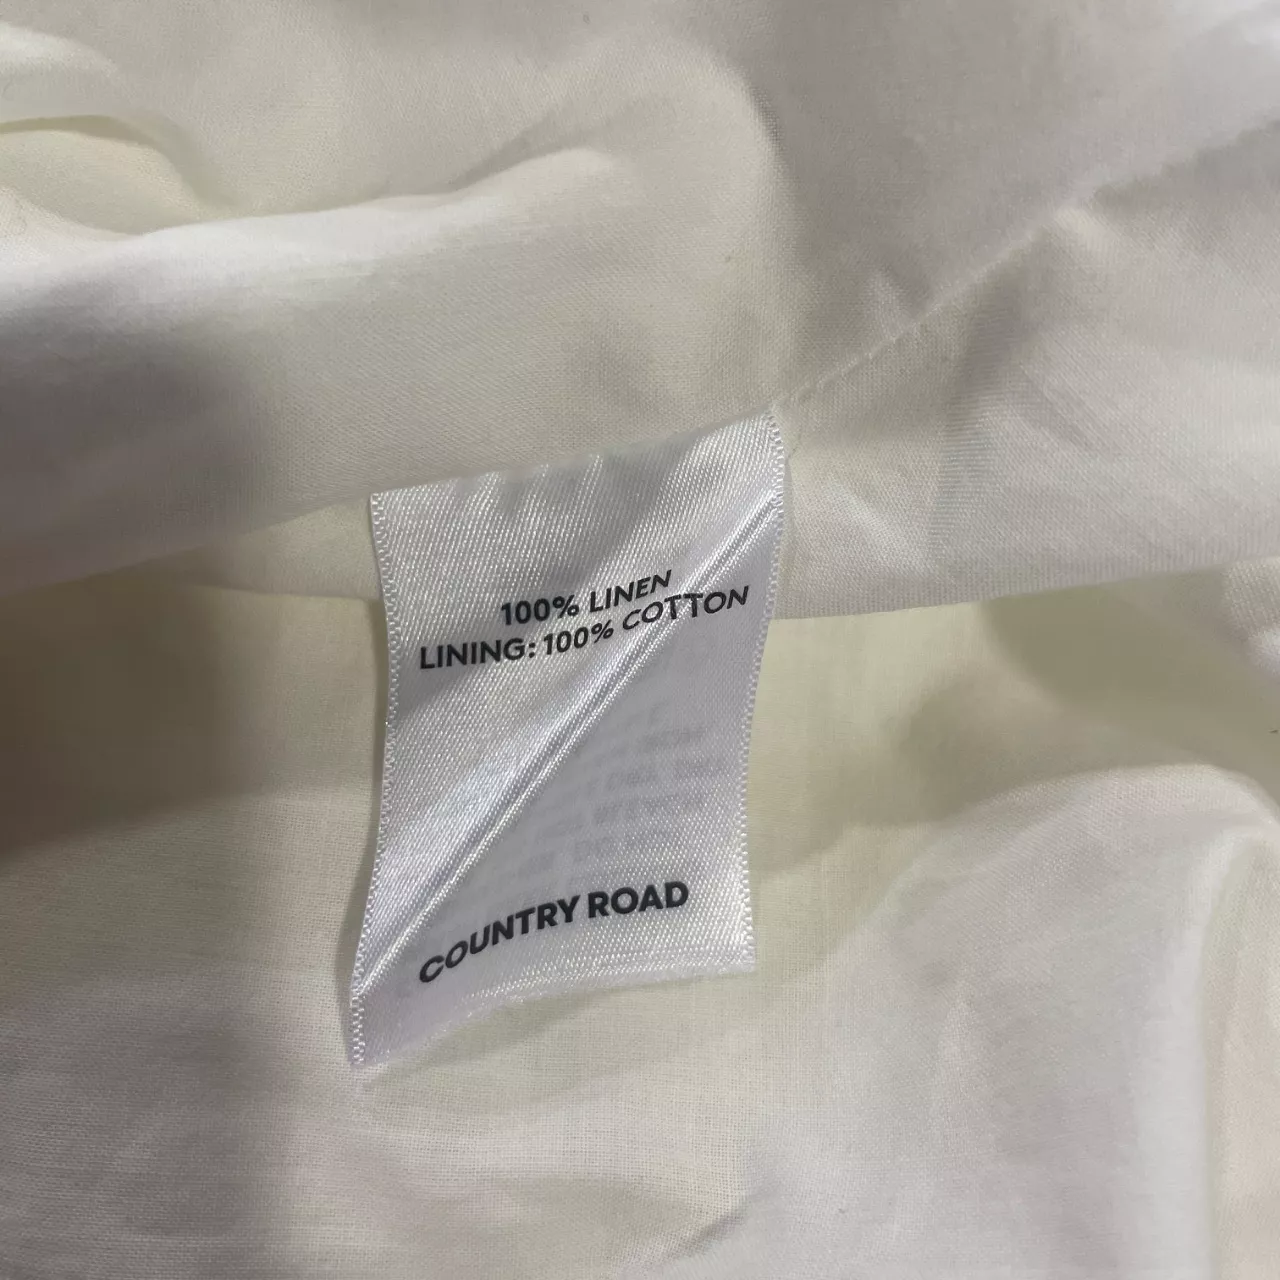 100% LINEN
LINING: 100% COTTON
COUNTRY ROAD